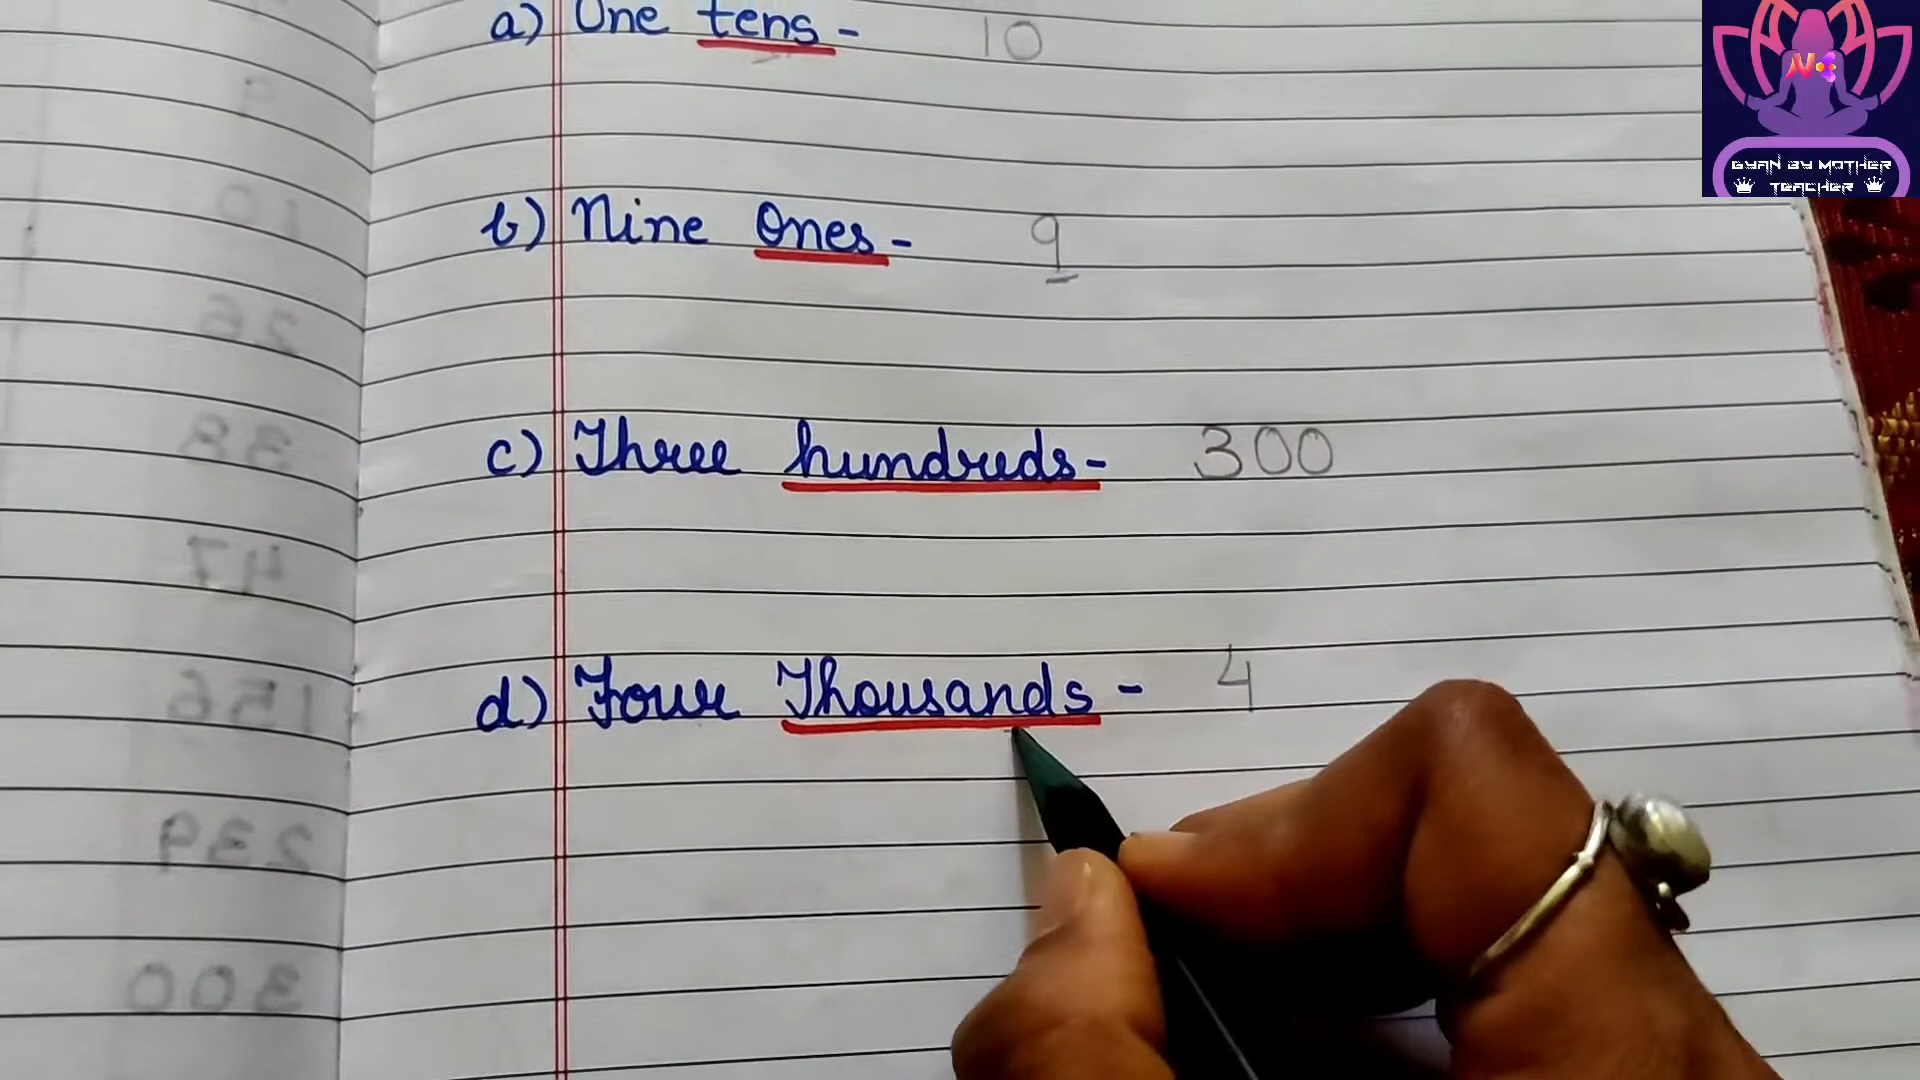 a) One tens - 10
b) Nine Ones - 9
c) Three hundreds - 300
d) Four Thousands - 4
GYAN BY MOTHER
TEACHER